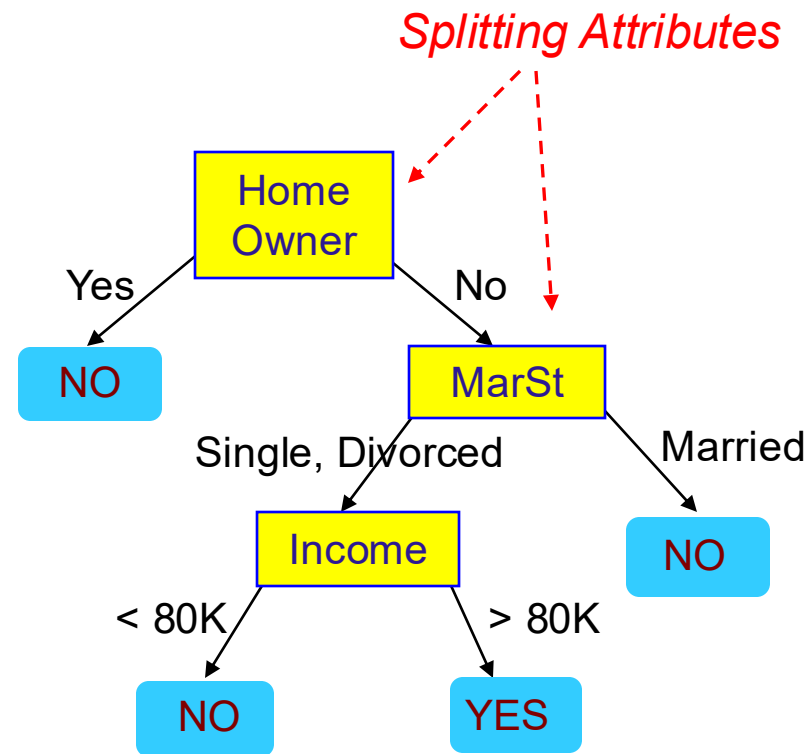 Splitting Attributes
Home
Owner
Yes
No
NO
MarSt
Single, Divorced
Married
Income
NO
< 80K
> 80K
NO
YES